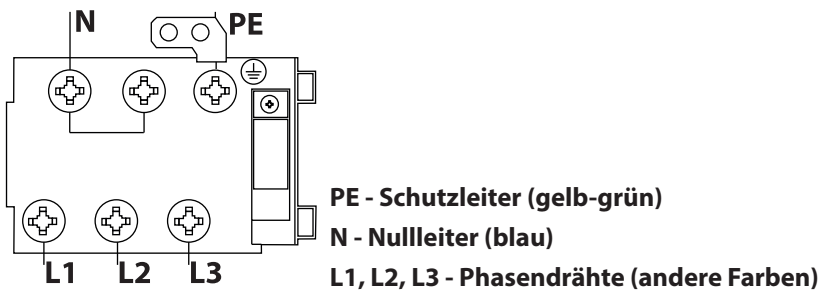 N PE
PE - Schutzleiter (gelb-grün)
N - Nullleiter (blau)
L1 L2 L3
L1, L2, L3 - Phasendrähte (andere Farben)